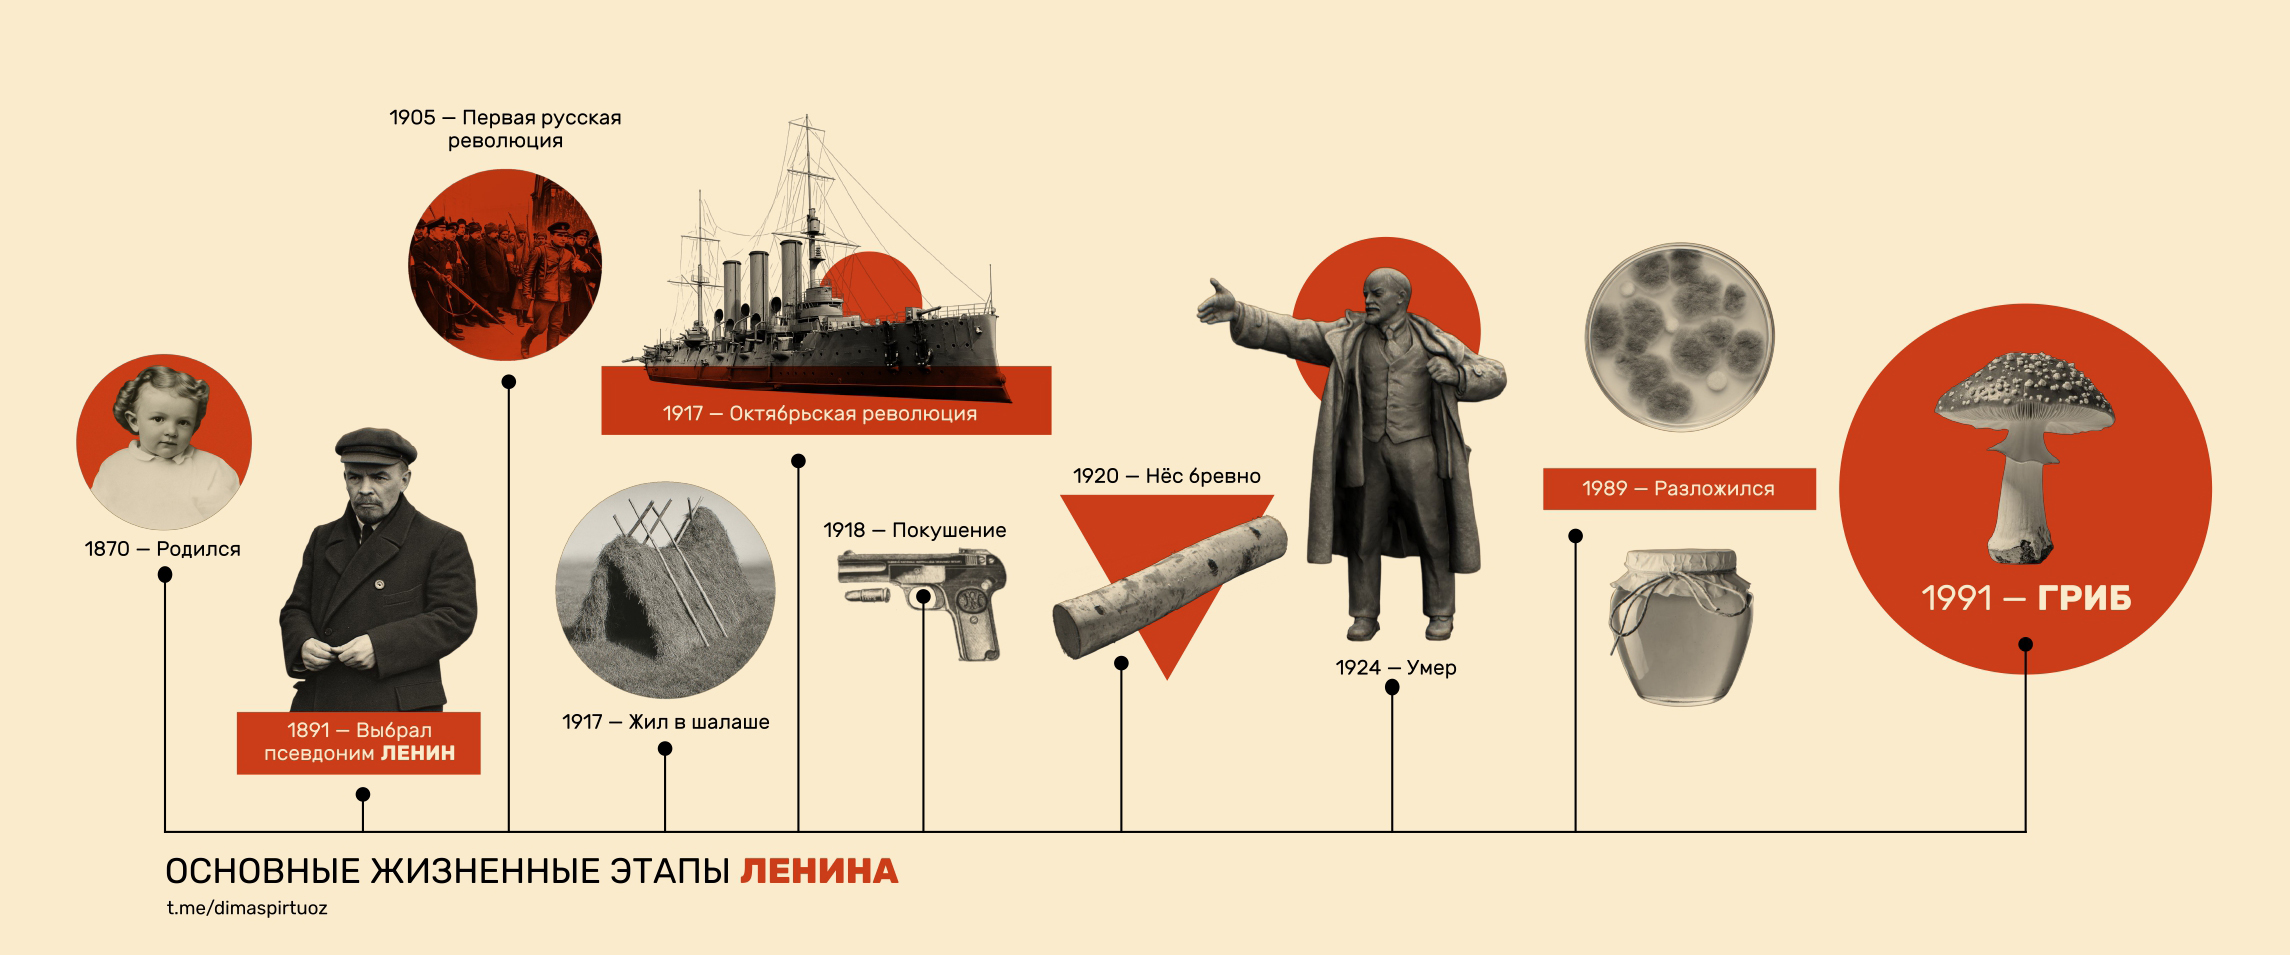 1905 — Первая русская
революция
1870 — Родился
1891 — Выбрал
псевдоним ЛЕНИН
1917 — Жил в шалаше
1917 — Октябрьская революция
1918 — Покушение
1920 — Нёс бревно
1924 — Умер
1989 — Разложился
1991 — ГРИБ
ОСНОВНЫЕ ЖИЗНЕННЫЕ ЭТАПЫ ЛЕНИНА
t.me/dimaspirtuoz